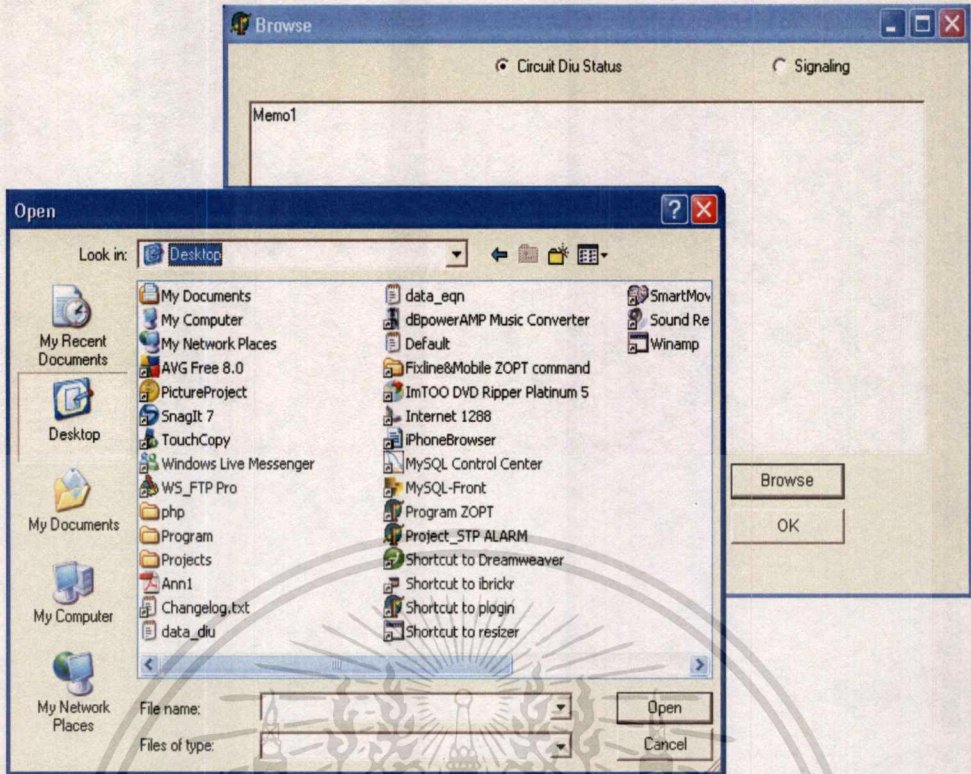 Browse
Circuit Diu Status
Signaling
Memo1
Browse
OK
Open
Look in: Desktop
My Recent Documents
Desktop
My Documents
My Computer
My Network Places
My Documents
My Computer
My Network Places
AVG Free 8.0
PictureProject
SnagIt 7
TouchCopy
Windows Live Messenger
WS_FTP Pro
php
Program
Projects
Ann1
Changelog.txt
data_diu
data_eqn
dBpowerAMP Music Converter
Default
Fixline&Mobile ZOPT command
ImTOO DVD Ripper Platinum 5
Internet 1288
iPhoneBrowser
MySQL Control Center
MySQL-Front
Program ZOPT
Project_STP ALARM
Shortcut to Dreamweaver
Shortcut to ibrickr
Shortcut to plogin
Shortcut to resizer
SmartMov
Sound Re
Winamp
File name:
Open
Files of type:
Cancel